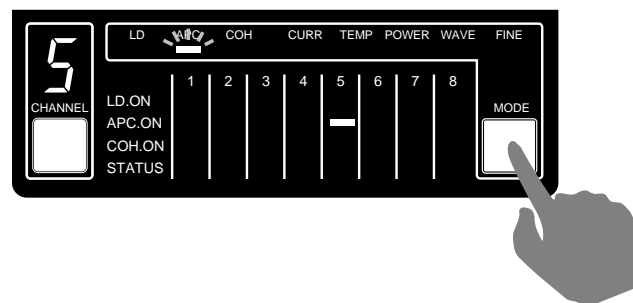 LD APC COH CURR TEMP POWER WAVE FINE
5
1 2 3 4 5 6 7 8
CHANNEL
LD.ON
MODE
APC.ON
COH.ON
STATUS